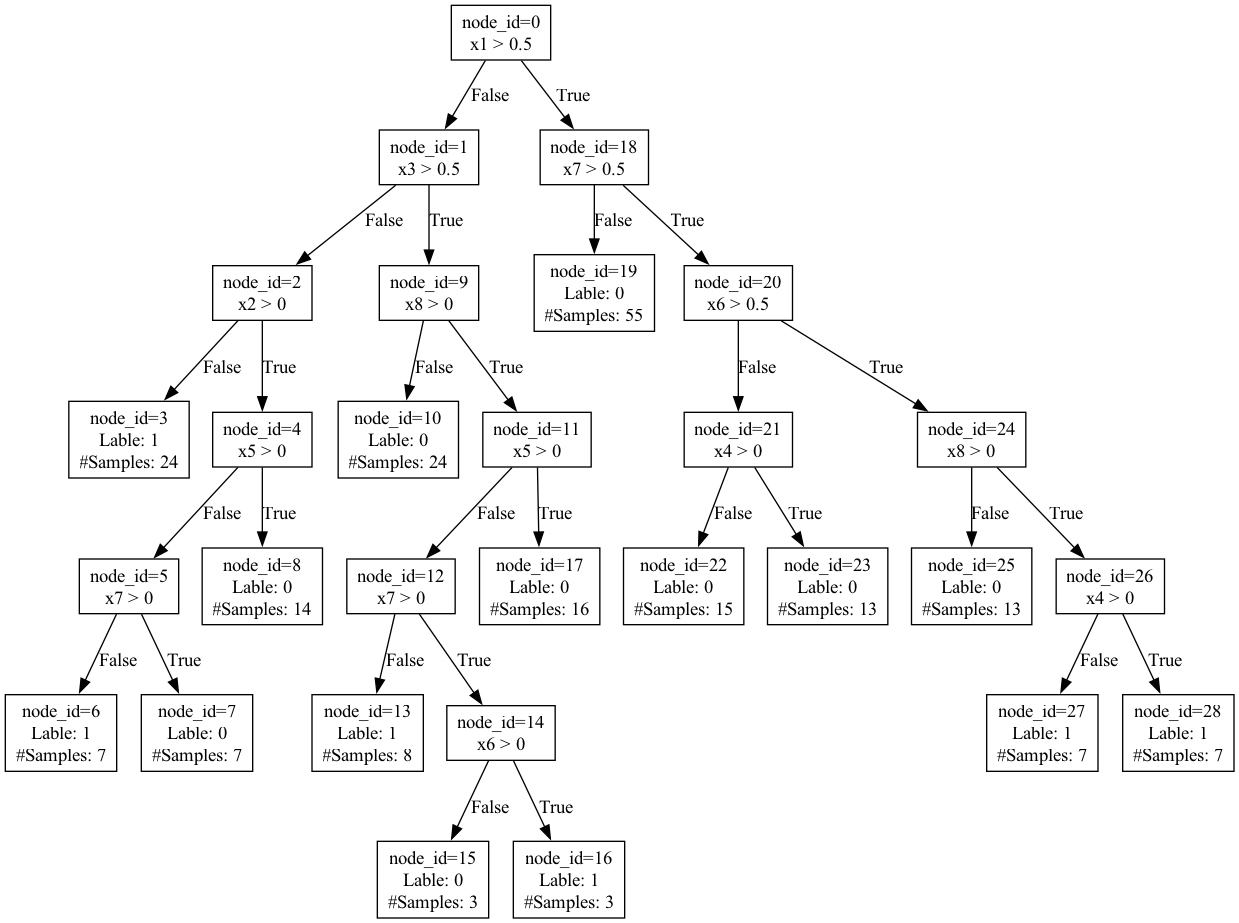 node_id=0
x1 > 0.5
False
True
node_id=1
x3 > 0.5
node_id=18
x7 > 0.5
False
True
False
True
node_id=2
x2 > 0
node_id=9
x8 > 0
node_id=19
Lable: 0
#Samples: 55
node_id=20
x6 > 0.5
False
True
False
True
False
True
node_id=3
Lable: 1
#Samples: 24
node_id=4
x5 > 0
node_id=10
Lable: 0
#Samples: 24
node_id=11
x5 > 0
node_id=21
x4 > 0
node_id=24
x8 > 0
False
True
False
True
False
True
False
True
node_id=5
x7 > 0
node_id=8
Lable: 0
#Samples: 14
node_id=12
x7 > 0
node_id=17
Lable: 0
#Samples: 16
node_id=22
Lable: 0
#Samples: 15
node_id=23
Lable: 0
#Samples: 13
node_id=25
Lable: 0
#Samples: 13
node_id=26
x4 > 0
False
True
False
True
False
True
node_id=6
Lable: 1
#Samples: 7
node_id=7
Lable: 0
#Samples: 7
node_id=13
Lable: 1
#Samples: 8
node_id=14
x6 > 0
node_id=27
Lable: 1
#Samples: 7
node_id=28
Lable: 1
#Samples: 7
False
True
node_id=15
Lable: 0
#Samples: 3
node_id=16
Lable: 1
#Samples: 3